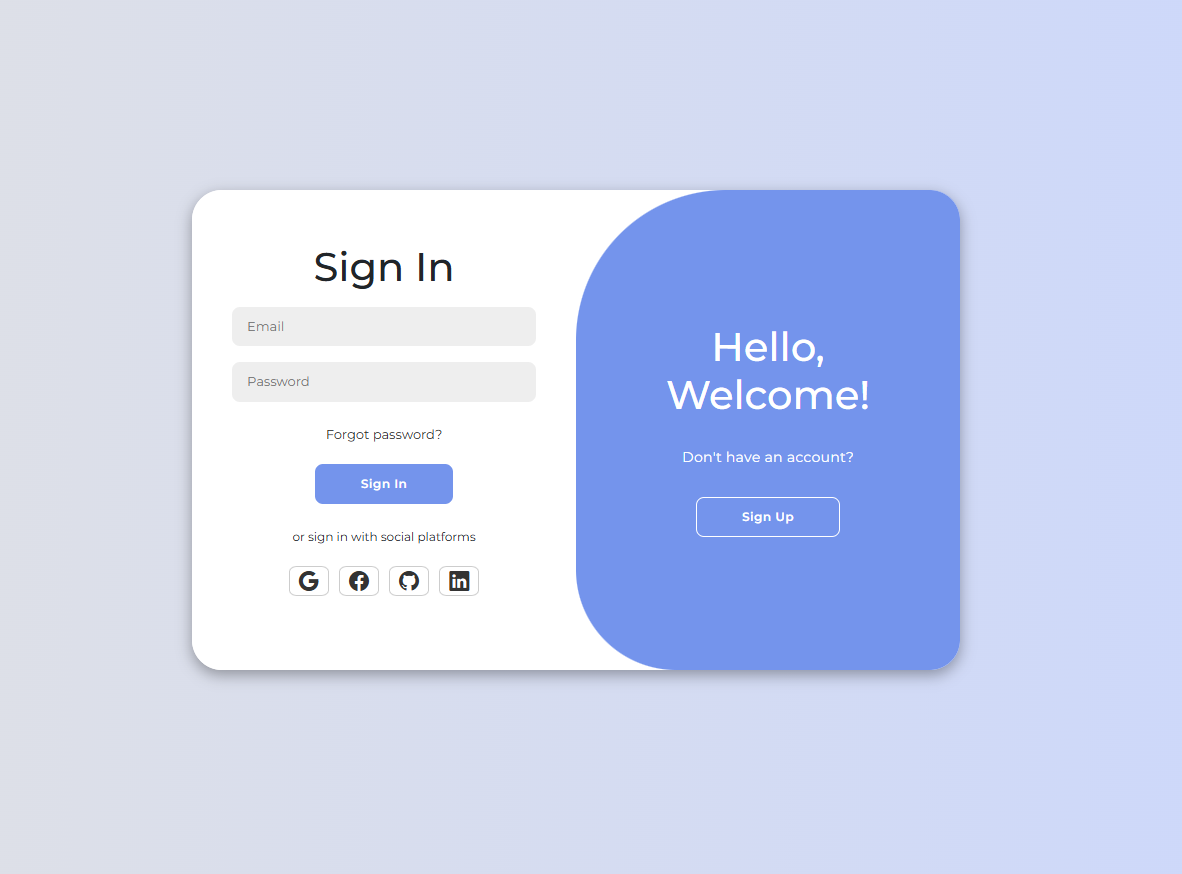 Sign In
Email
Password
Forgot password?
Sign In
or sign in with social platforms
Hello,
Welcome!
Don't have an account?
Sign Up